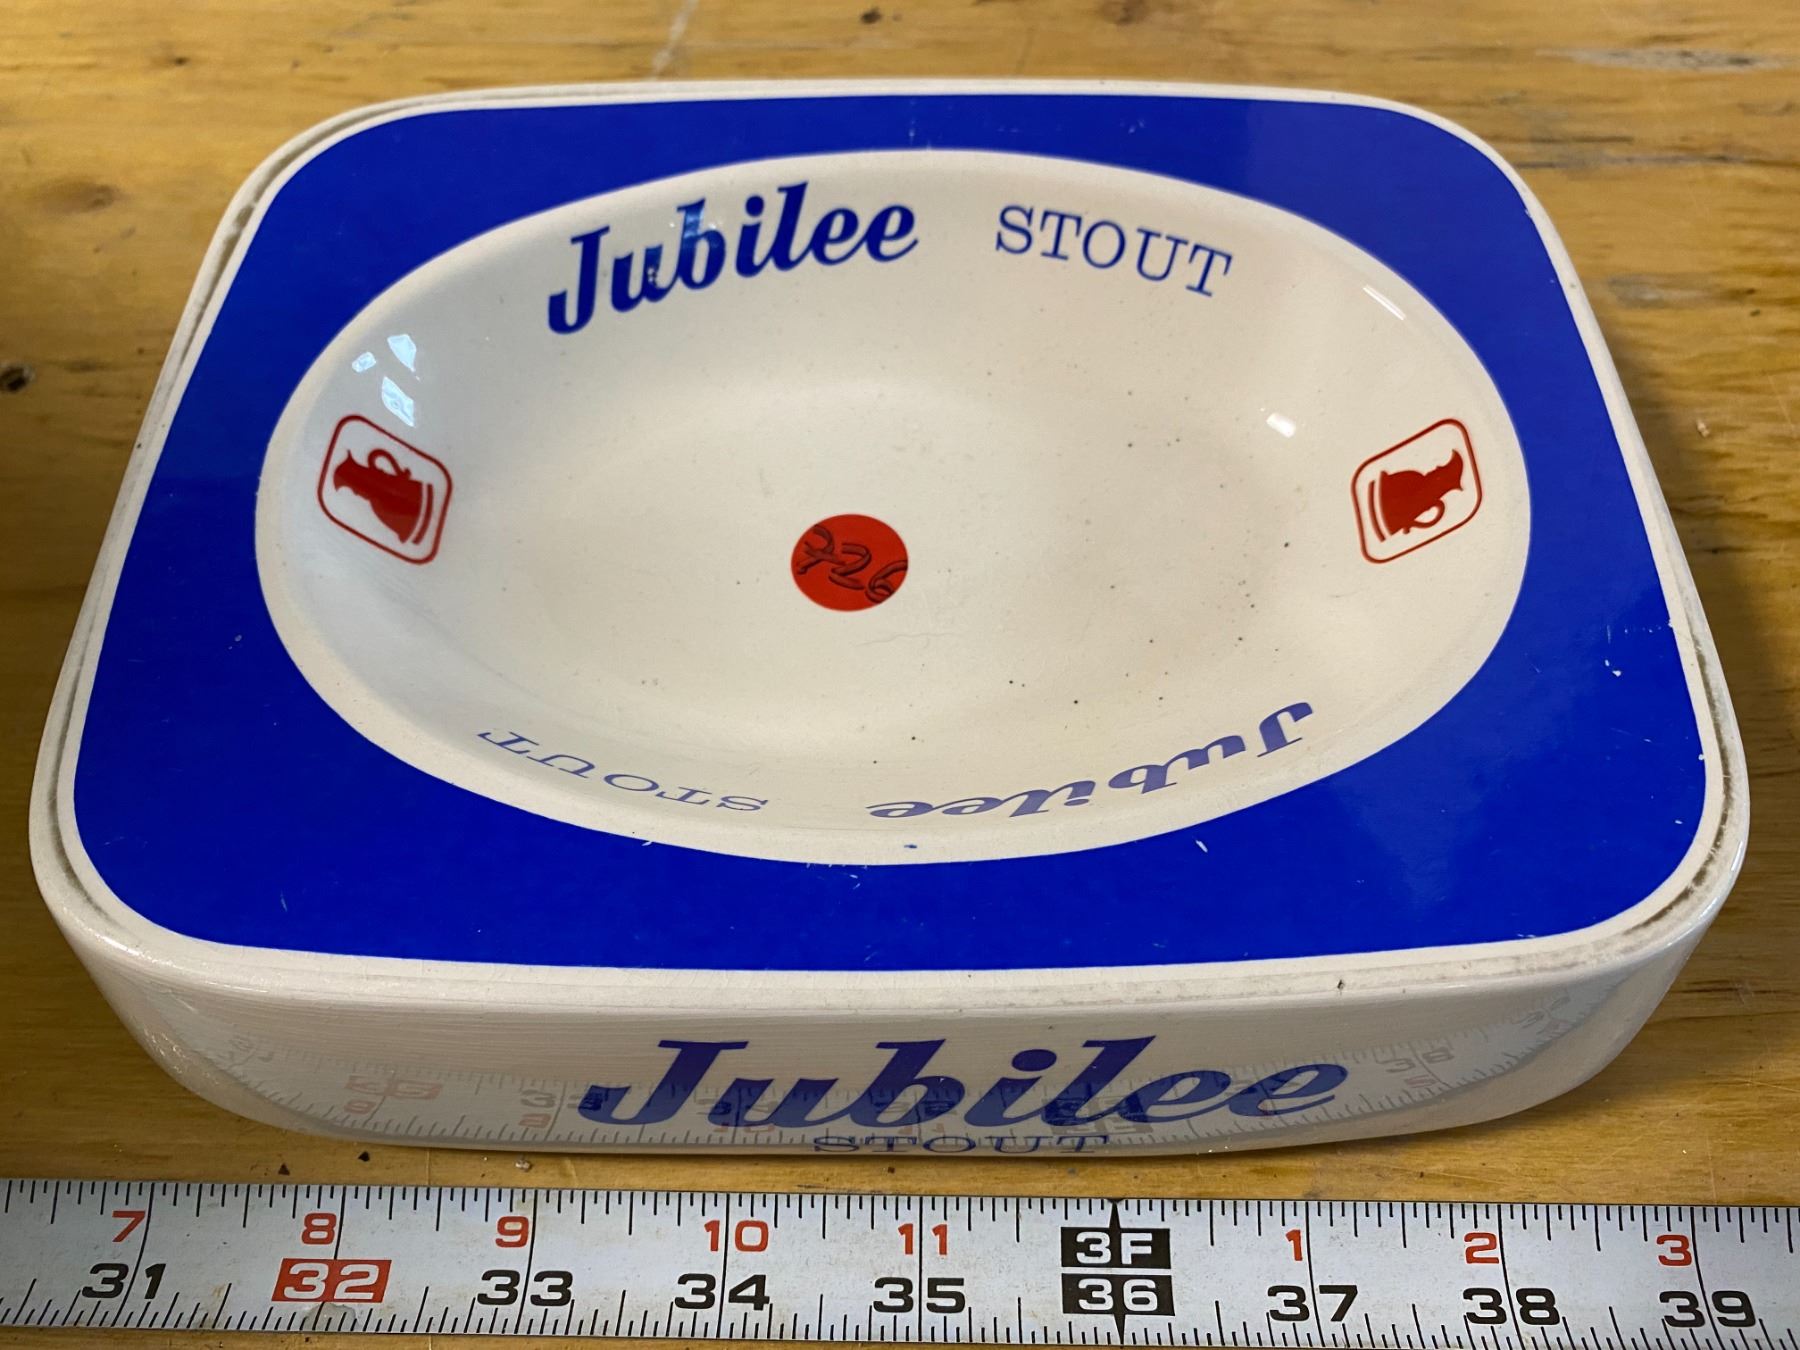 Jubilee STOUT
726
Jubilee STOUT
Jubilee
STOUT
7 8 9 10 11 3F 1 2 3
31 32 33 34 35 36 37 38 39